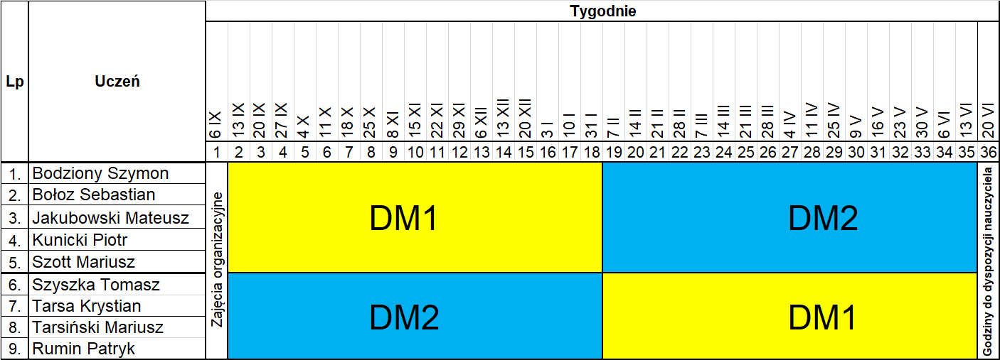 Tygodnie
Lp Uczeń 6 IX 13 IX 20 IX 27 IX 4 X 11 X 18 X 25 X 8 XI 15 XI 22 XI 29 XI 6 XII 13 XII 20 XII 3 I 10 I 31 I 7 II 14 II 21 II 28 II 7 III 14 III 21 III 28 III 4 IV 11 IV 25 IV 9 V 16 V 23 V 30 V 6 VI 13 VI 20 VI
1 2 3 4 5 6 7 8 9 10 11 12 13 14 15 16 17 18 19 20 21 22 23 24 25 26 27 28 29 30 31 32 33 34 35 36
1. Bodziony Szymon
2. Bołoz Sebastian
3. Jakubowski Mateusz
4. Kunicki Piotr
5. Szott Mariusz
6. Szyszka Tomasz
7. Tarsa Krystian
8. Tarsiński Mariusz
9. Rumin Patryk
Zajęcia organizacyjne
DM1 DM2
DM2 DM1
Godziny do dyspozycji nauczyciela